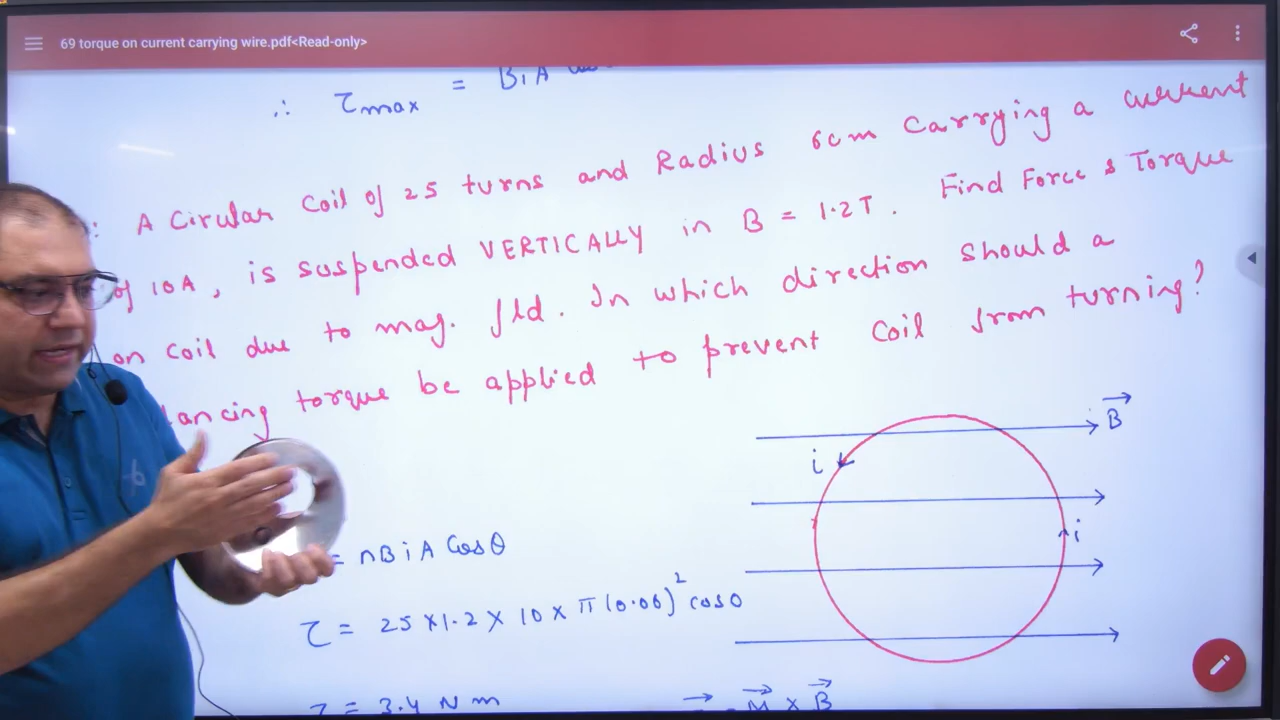 69 torque on current carrying wire.pdf<Read-only>
∴ τmax = BiA
: A Cirular Coil of 25 turns and Radius 6cm Carrying a current
of 10A, is suspended VERTICALLY in B = 1.2T. Find Force & Torque
on coil due to mag. fld. In which direction should a
lancing torque be applied to prevent coil from turning?
B
i
i
= nBiA Cosθ
τ = 25 × 1.2 × 10 × π(0.06)² cos0
τ = 3.4 N m
M × B